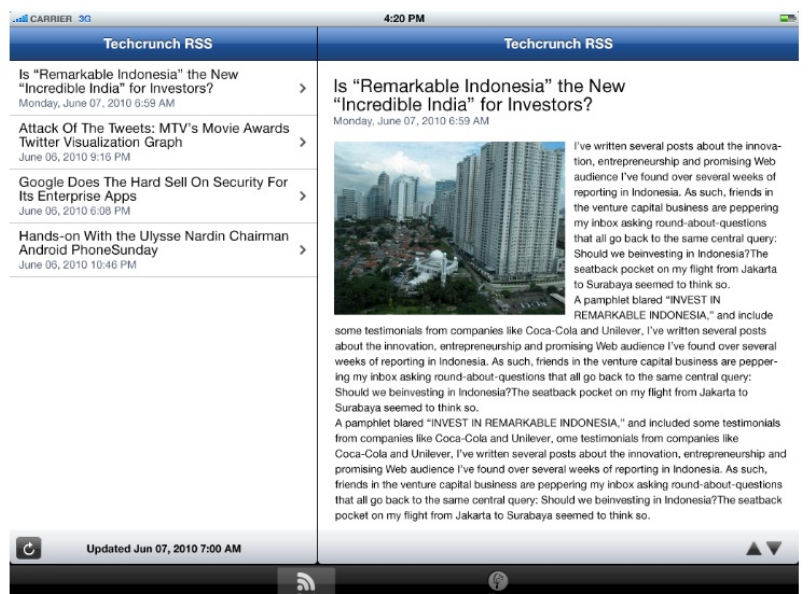 CARRIER 3G
4:20 PM
Techcrunch RSS
Is “Remarkable Indonesia” the New
“Incredible India” for Investors?
Monday, June 07, 2010 6:59 AM
Attack Of The Tweets: MTV's Movie Awards
Twitter Visualization Graph
June 06, 2010 9:16 PM
Google Does The Hard Sell On Security For
Its Enterprise Apps
June 06, 2010 6:08 PM
Hands-on With the Ulysse Nardin Chairman
Android PhoneSunday
June 06, 2010 10:46 PM
Updated Jun 07, 2010 7:00 AM
Techcrunch RSS
Is “Remarkable Indonesia” the New
“Incredible India” for Investors?
Monday, June 07, 2010 6:59 AM
I've written several posts about the innova-
tion, entrepreneurship and promising Web
audience I've found over several weeks of
reporting in Indonesia. As such, friends in
the venture capital business are peppering
my inbox asking round-about-questions
that all go back to the same central query:
Should we beinvesting in Indonesia?The
seatback pocket on my flight from Jakarta
to Surabaya seemed to think so.
A pamphlet blared “INVEST IN
REMARKABLE INDONESIA,” and include
some testimonials from companies like Coca-Cola and Unilever, I've written several posts
about the innovation, entrepreneurship and promising Web audience I've found over several
weeks of reporting in Indonesia. As such, friends in the venture capital business are pepper-
ing my inbox asking round-about-questions that all go back to the same central query:
Should we beinvesting in Indonesia?The seatback pocket on my flight from Jakarta to
Surabaya seemed to think so.
A pamphlet blared “INVEST IN REMARKABLE INDONESIA,” and included some testimonials
from companies like Coca-Cola and Unilever, ome testimonials from companies like
Coca-Cola and Unilever, I've written several posts about the innovation, entrepreneurship and
promising Web audience I've found over several weeks of reporting in Indonesia. As such,
friends in the venture capital business are peppering my inbox asking round-about-questions
that all go back to the same central query: Should we beinvesting in Indonesia?The seatback
pocket on my flight from Jakarta to Surabaya seemed to think so.